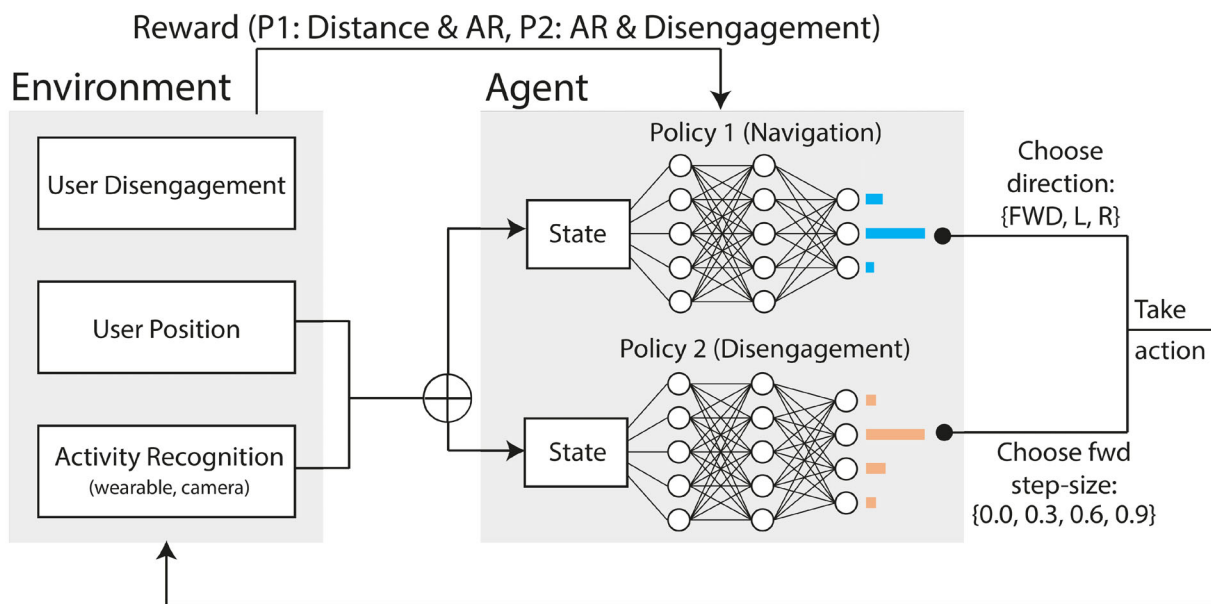 Reward (P1: Distance & AR, P2: AR & Disengagement)
Environment
User Disengagement
User Position
Activity Recognition
(wearable, camera)
Agent
Policy 1 (Navigation)
State
Policy 2 (Disengagement)
State
Choose
direction:
{FWD, L, R}
Choose fwd
step-size:
{0.0, 0.3, 0.6, 0.9}
Take
action